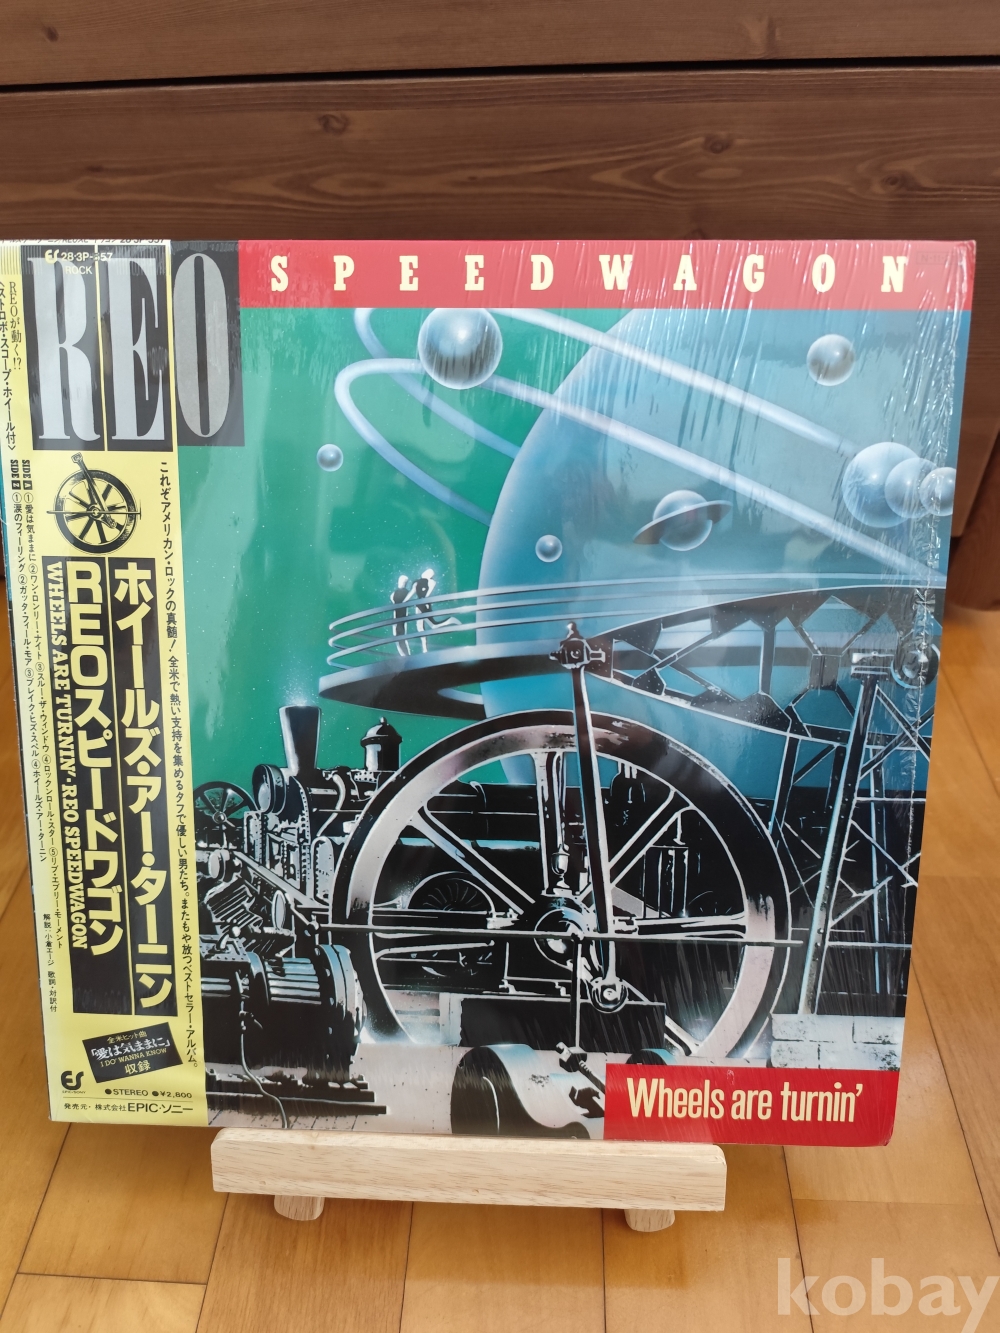 28·3P-557
ROCK
REO
SPEEDWAGON
REOが動く!?
〈ストロボ・スコープ・ホイール付〉
これぞアメリカン・ロックの真髄! 全米で熱い支持を集めるタフで優しい男たち。またもや放つベストセラー・アルバム。
ホイールズ・アー・ターニン
REOスピードワゴン
WHEELS ARE TURNIN'·REO SPEEDWAGON
SIDE A ①愛は気ままに ②ワン・ロンリー・ナイト ③スルー・ザ・ウィンドウ ④ロックンロール・スター ⑤リブ・エブリー・モーメント
SIDE 2 ①涙のフィーリング ②ガッタ・フィール・モア ③ブレイク・ヒズ・スペル ④ホイールズ・アー・ターニン
解説・小倉エージ 歌詞・対訳付
全米ヒット曲
「愛は気ままに」
I DO' WANNA KNOW
収録
EPIC/SONY
●STEREO ●¥2,800
発売元・株式会社EPIC・ソニー
Wheels are turnin'
kobay